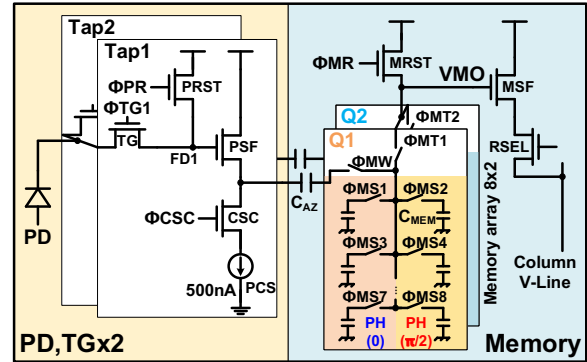 Tap2
Tap1
ΦPR
PRST
ΦTG1
TG
FD1
PSF
PD
ΦCSC
CSC
500nA
PCS
C_AZ
PD,TGx2
ΦMR
MRST
VMO
MSF
Q2
ΦMT2
Q1
ΦMT1
RSEL
ΦMW
ΦMS1
ΦMS2
C_MEM
ΦMS3
ΦMS4
ΦMS7
ΦMS8
PH
(0)
PH
(π/2)
Memory array 8x2
Column
V-Line
Memory